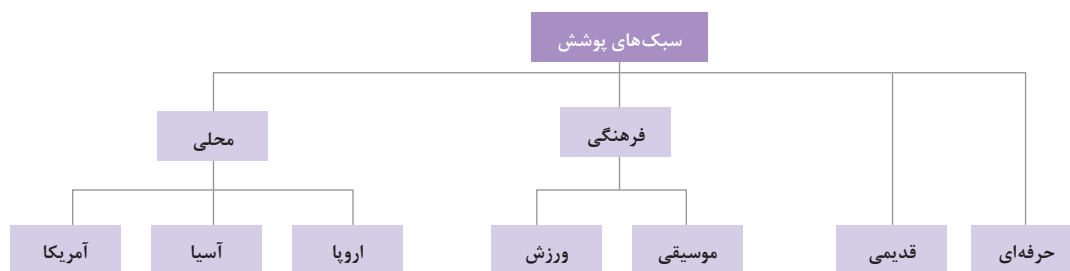 سبک‌های پوشش
فرهنگی
محلی
حرفه‌ای
قدیمی
موسیقی
ورزش
اروپا
آسیا
آمریکا